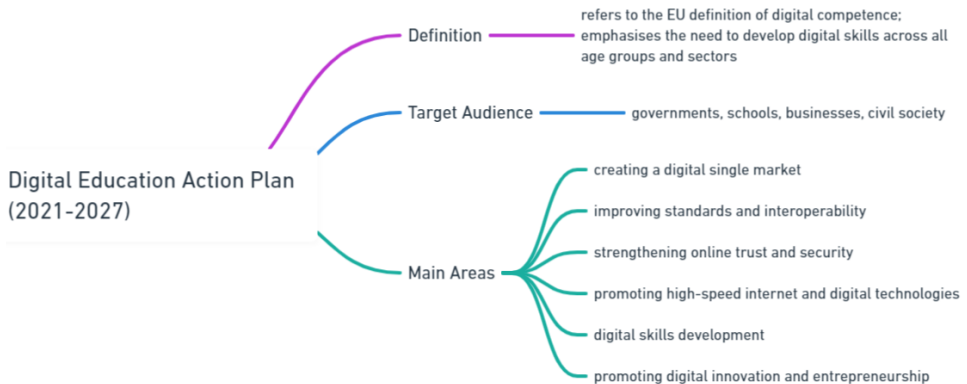 Digital Education Action Plan
(2021-2027)
Definition
refers to the EU definition of digital competence;
emphasises the need to develop digital skills across all
age groups and sectors
Target Audience
governments, schools, businesses, civil society
Main Areas
creating a digital single market
improving standards and interoperability
strengthening online trust and security
promoting high-speed internet and digital technologies
digital skills development
promoting digital innovation and entrepreneurship